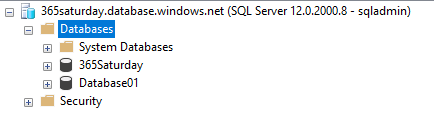 365saturday.database.windows.net (SQL Server 12.0.2000.8 - sqladmin)
Databases
System Databases
365Saturday
Database01
Security